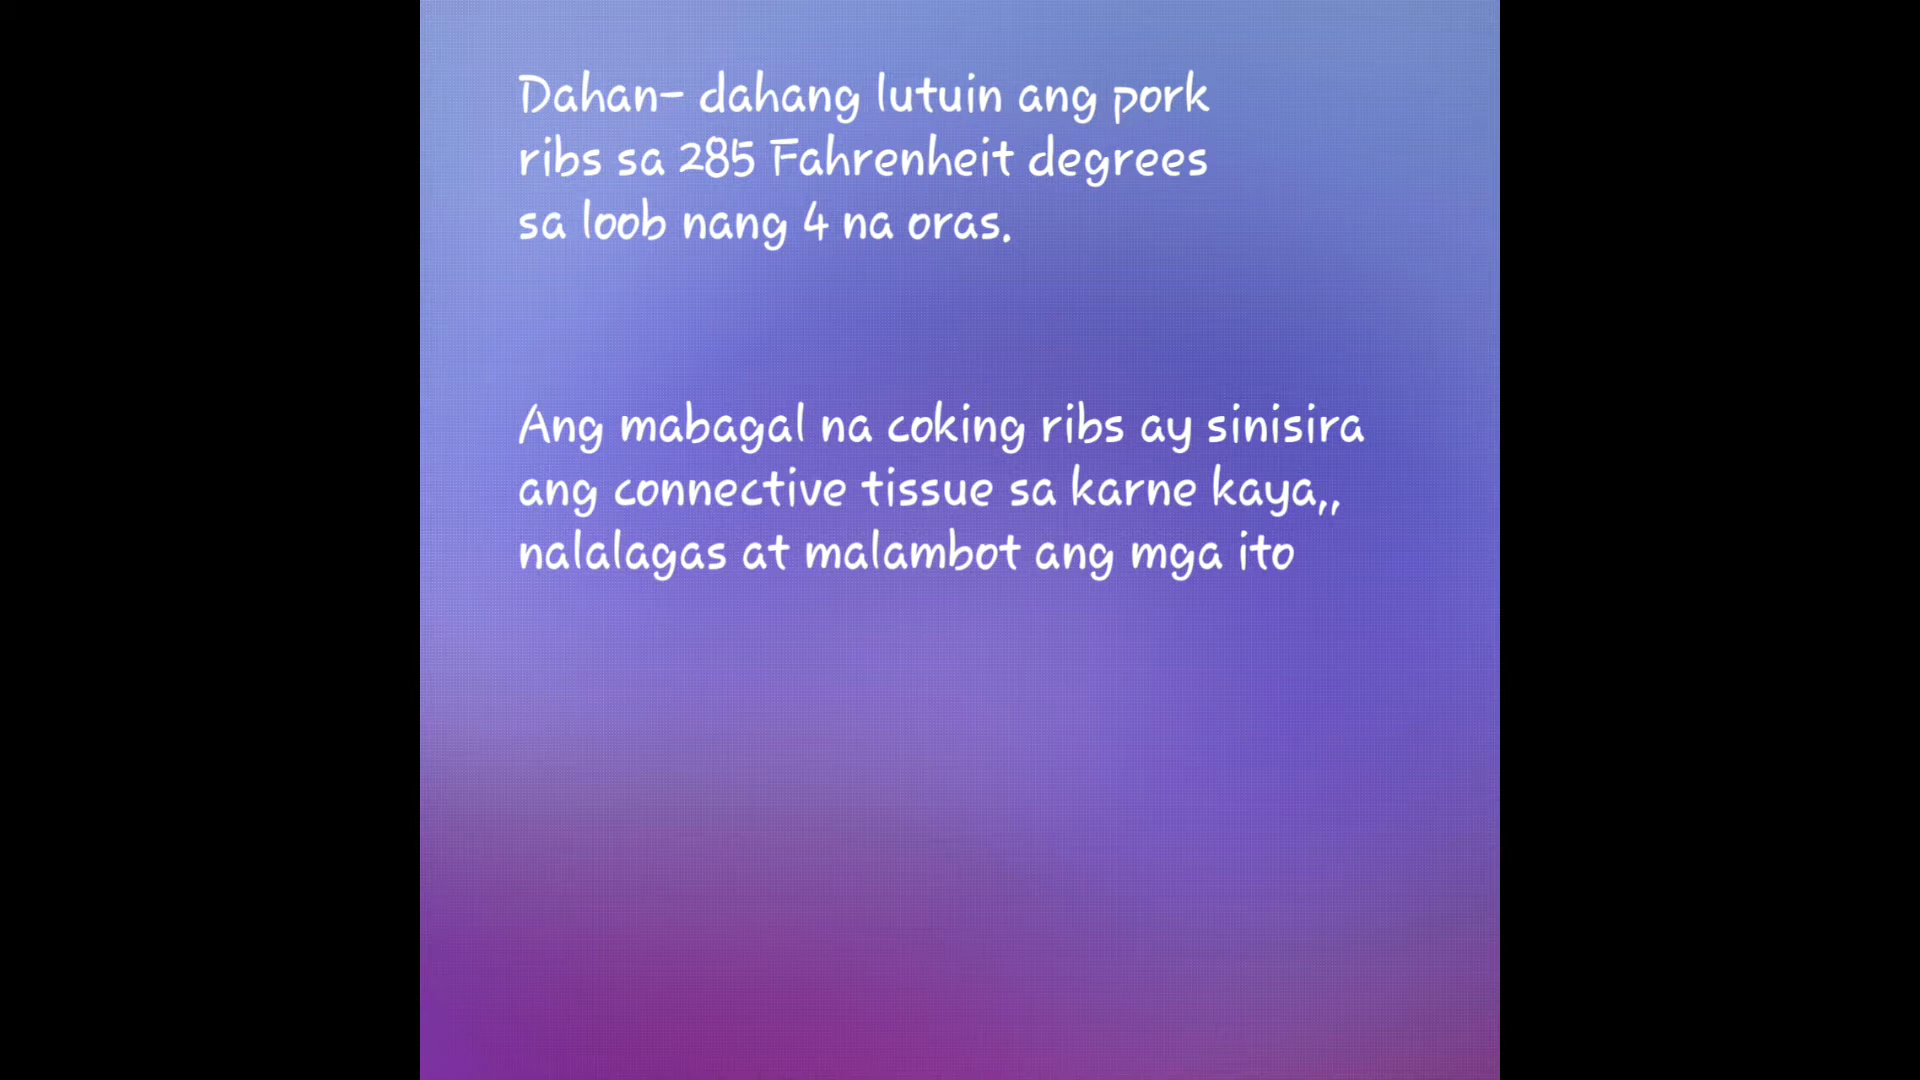 Dahan- dahang lutuin ang pork
ribs sa 285 Fahrenheit degrees
sa loob nang 4 na oras.
Ang mabagal na coking ribs ay sinisira
ang connective tissue sa karne kaya,,
nalalagas at malambot ang mga ito